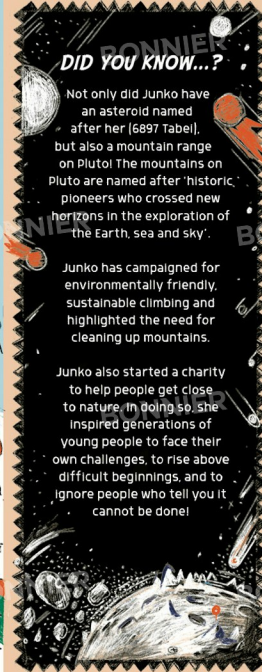 DID YOU KNOW...?
Not only did Junko have
an asteroid named
after her (6897 Tabei),
but also a mountain range
on Pluto! The mountains on
Pluto are named after 'historic
pioneers who crossed new
horizons in the exploration of
the Earth, sea and sky'.
Junko has campaigned for
environmentally friendly,
sustainable climbing and
highlighted the need for
cleaning up mountains.
Junko also started a charity
to help people get close
to nature. In doing so, she
inspired generations of
young people to face their
own challenges, to rise above
difficult beginnings, and to
ignore people who tell you it
cannot be done!
BONNIER
BONNIER